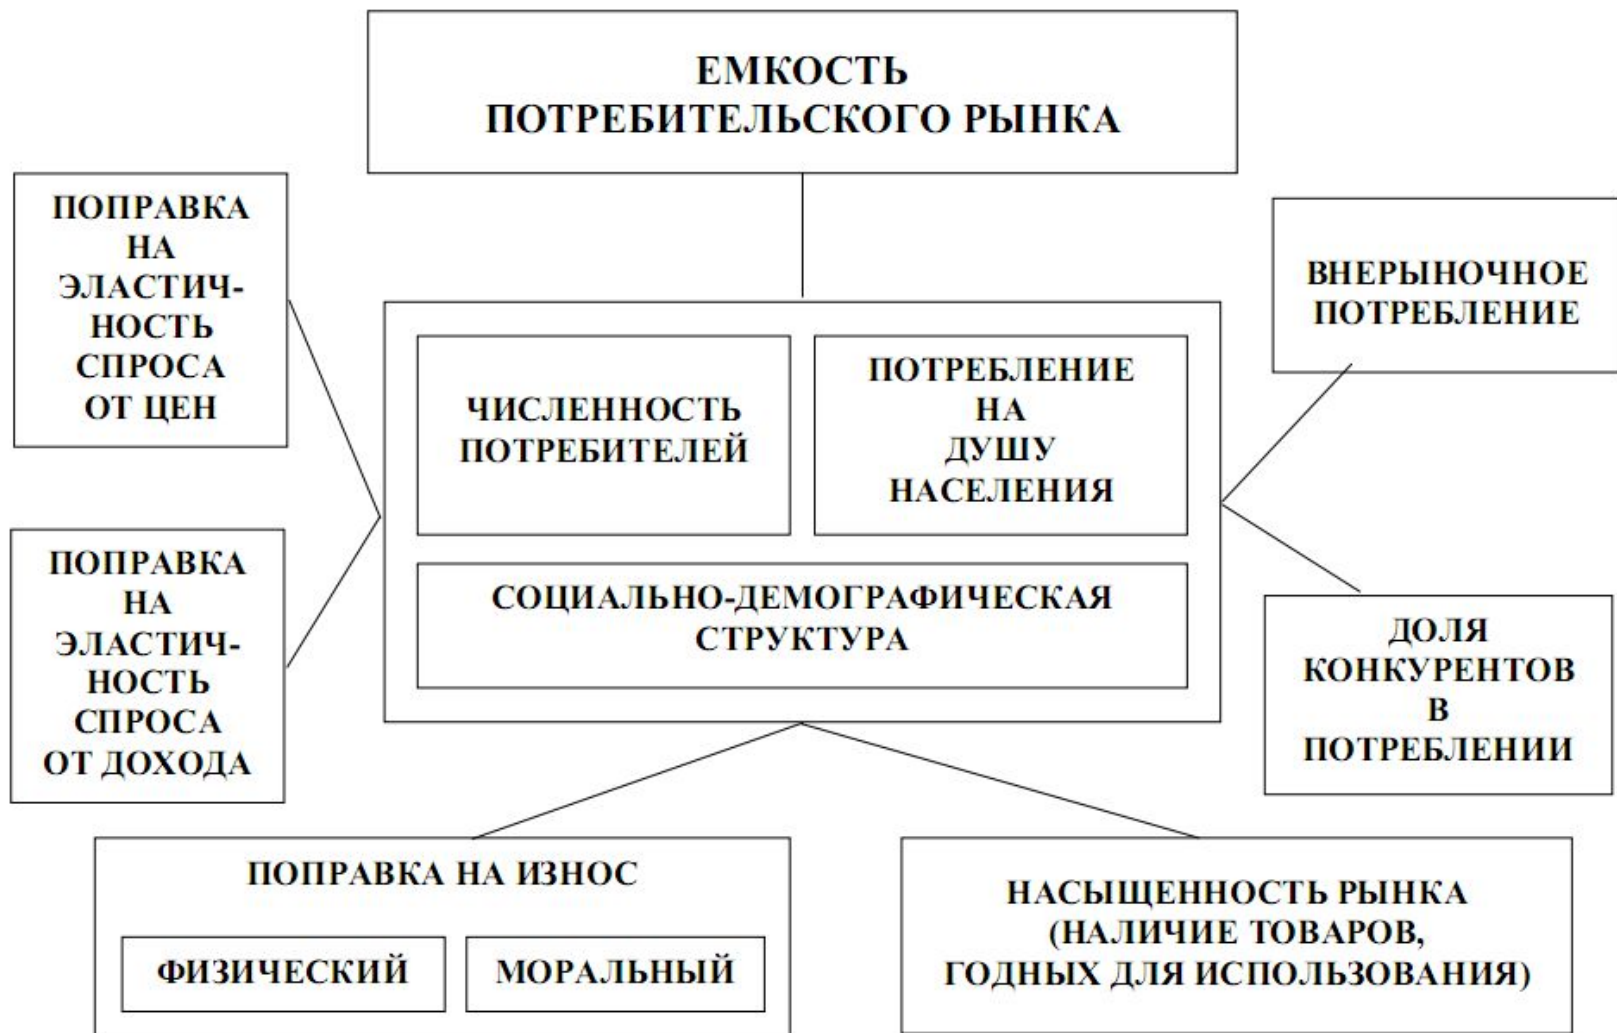 ЕМКОСТЬ
ПОТРЕБИТЕЛЬСКОГО РЫНКА
ПОПРАВКА
НА
ЭЛАСТИЧ-
НОСТЬ
СПРОСА
ОТ ЦЕН
ВНЕРЫНОЧНОЕ
ПОТРЕБЛЕНИЕ
ЧИСЛЕННОСТЬ
ПОТРЕБИТЕЛЕЙ
ПОТРЕБЛЕНИЕ
НА
ДУШУ
НАСЕЛЕНИЯ
СОЦИАЛЬНО-ДЕМОГРАФИЧЕСКАЯ
СТРУКТУРА
ПОПРАВКА
НА
ЭЛАСТИЧ-
НОСТЬ
СПРОСА
ОТ ДОХОДА
ДОЛЯ
КОНКУРЕНТОВ
В
ПОТРЕБЛЕНИИ
ПОПРАВКА НА ИЗНОС
ФИЗИЧЕСКИЙ
МОРАЛЬНЫЙ
НАСЫЩЕННОСТЬ РЫНКА
(НАЛИЧИЕ ТОВАРОВ,
ГОДНЫХ ДЛЯ ИСПОЛЬЗОВАНИЯ)